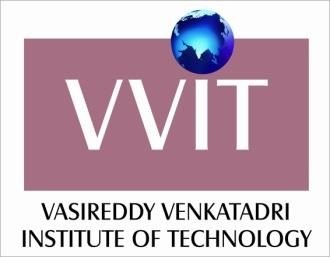 VVIT
VASIREDDY VENKATADRI
INSTITUTE OF TECHNOLOGY